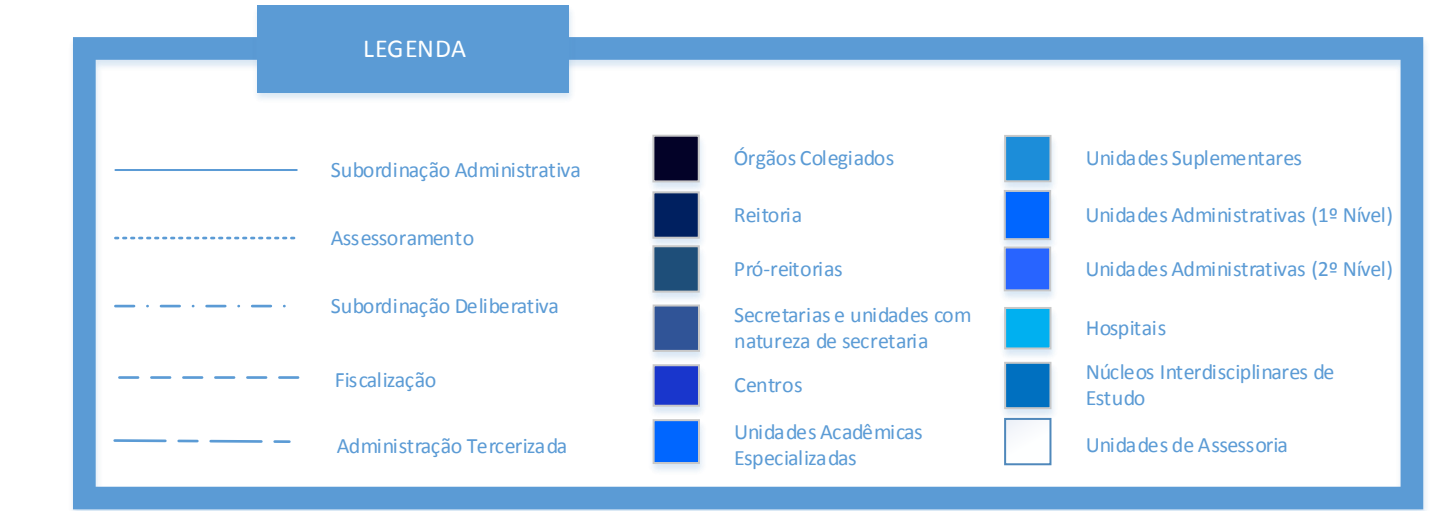 LEGENDA
Subordinação Administrativa
Assessoramento
Subordinação Deliberativa
Fiscalização
Administração Tercerizada
Órgãos Colegiados
Reitoria
Pró-reitorias
Secretarias e unidades com
natureza de secretaria
Centros
Unidades Acadêmicas
Especializadas
Unidades Suplementares
Unidades Administrativas (1º Nível)
Unidades Administrativas (2º Nível)
Hospitais
Núcleos Interdisciplinares de
Estudo
Unidades de Assessoria